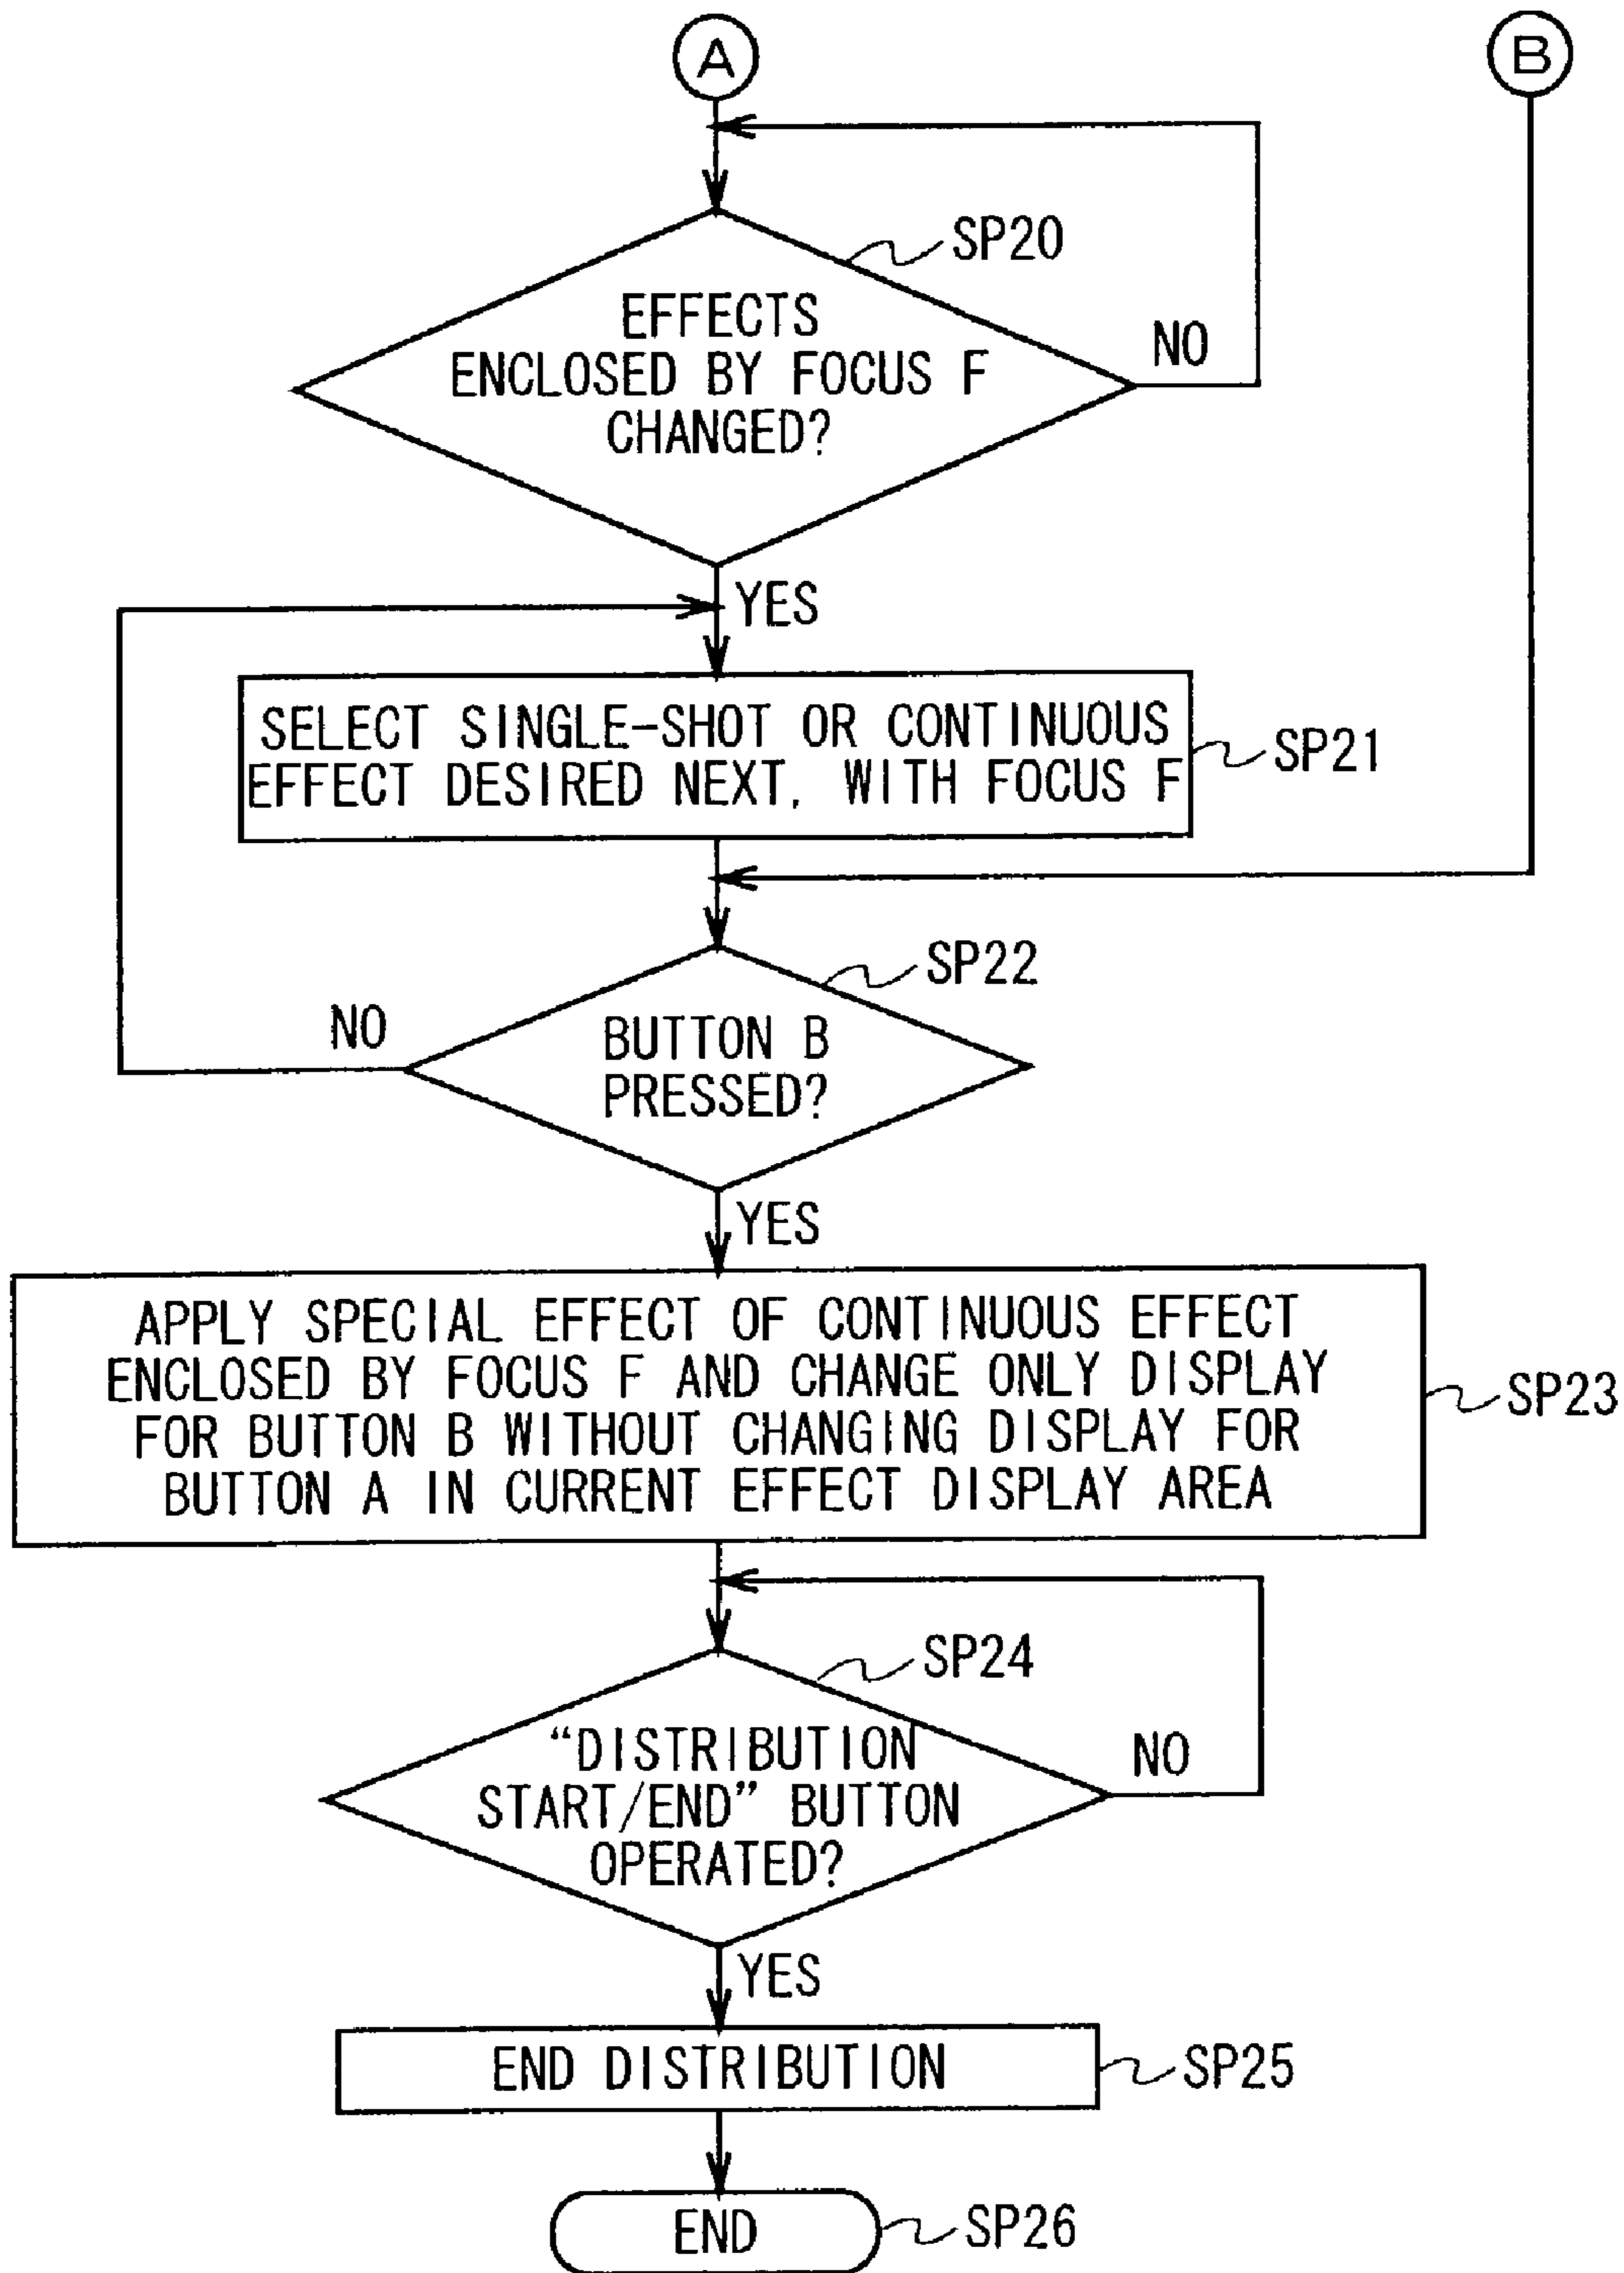 A
B
SP20
EFFECTS
ENCLOSED BY FOCUS F
CHANGED?
NO
YES
SELECT SINGLE-SHOT OR CONTINUOUS
EFFECT DESIRED NEXT, WITH FOCUS F
SP21
SP22
NO
BUTTON B
PRESSED?
YES
APPLY SPECIAL EFFECT OF CONTINUOUS EFFECT
ENCLOSED BY FOCUS F AND CHANGE ONLY DISPLAY
FOR BUTTON B WITHOUT CHANGING DISPLAY FOR
BUTTON A IN CURRENT EFFECT DISPLAY AREA
SP23
SP24
“DISTRIBUTION
START/END” BUTTON
OPERATED?
NO
YES
END DISTRIBUTION
SP25
END
SP26